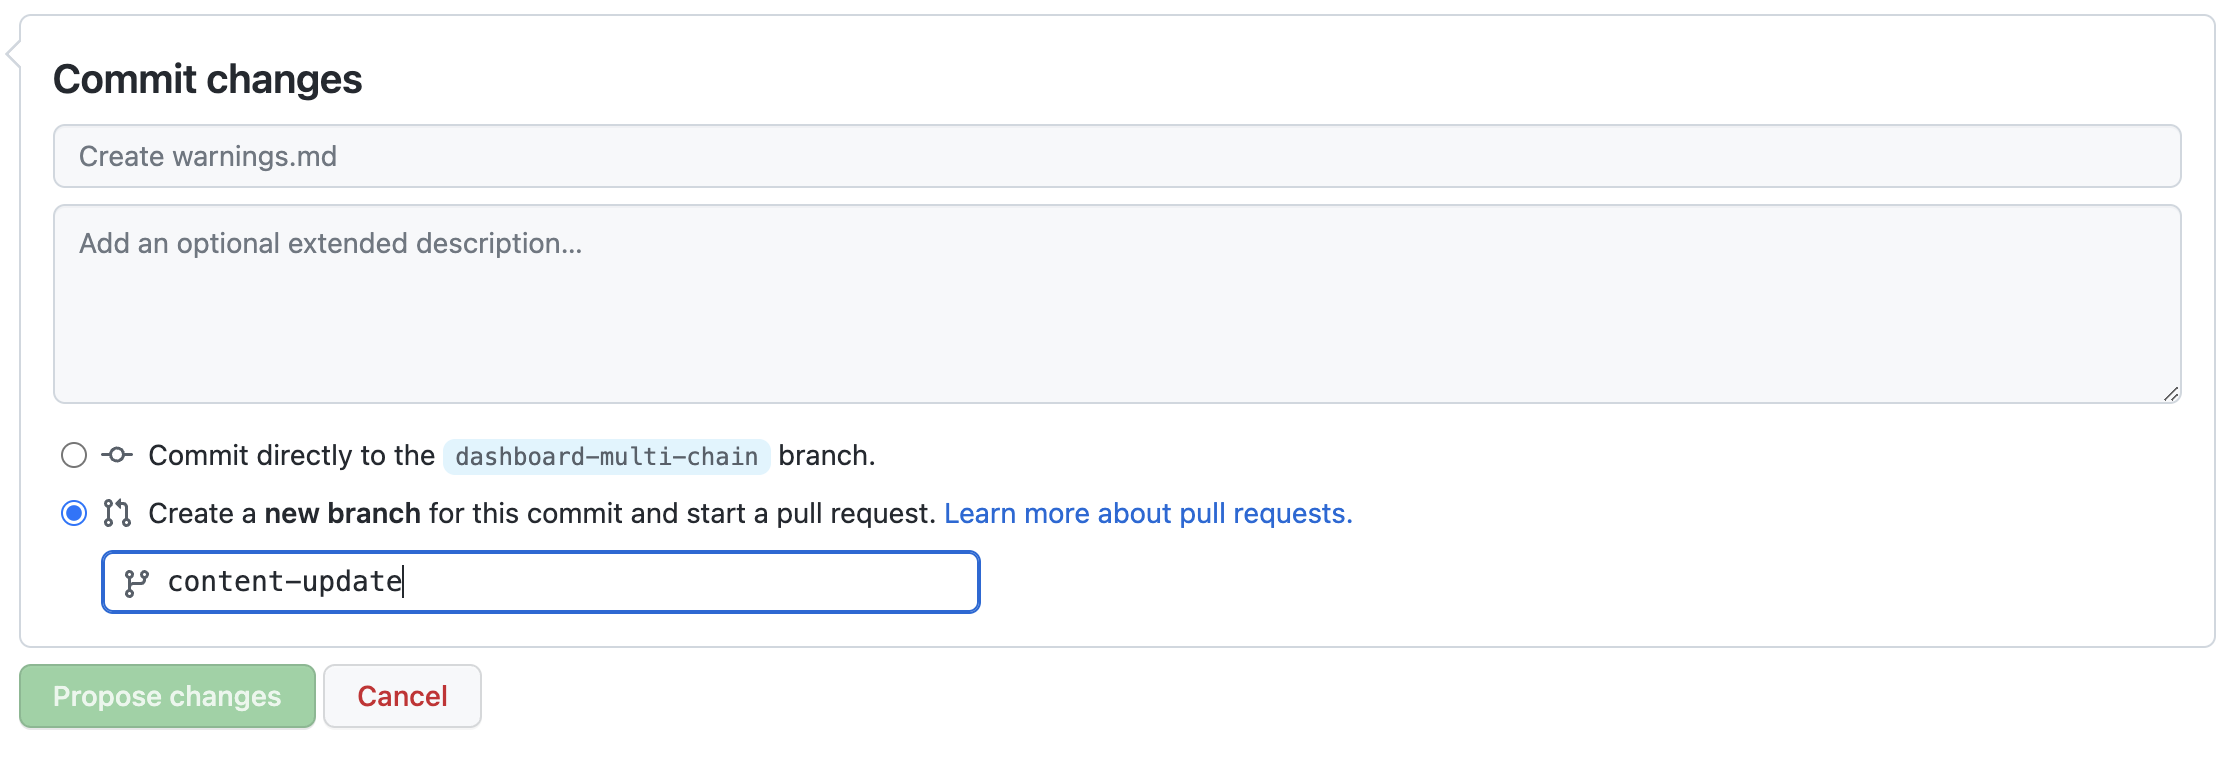 Commit changes
Create warnings.md
Add an optional extended description...
Commit directly to the dashboard-multi-chain branch.
Create a new branch for this commit and start a pull request. Learn more about pull requests.
content-update
Propose changes Cancel